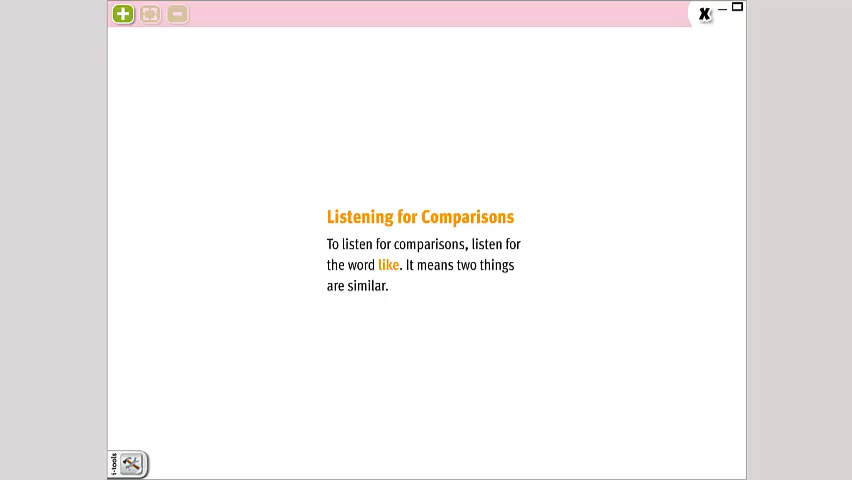 X
Listening for Comparisons
To listen for comparisons, listen for
the word like. It means two things
are similar.
i-tools